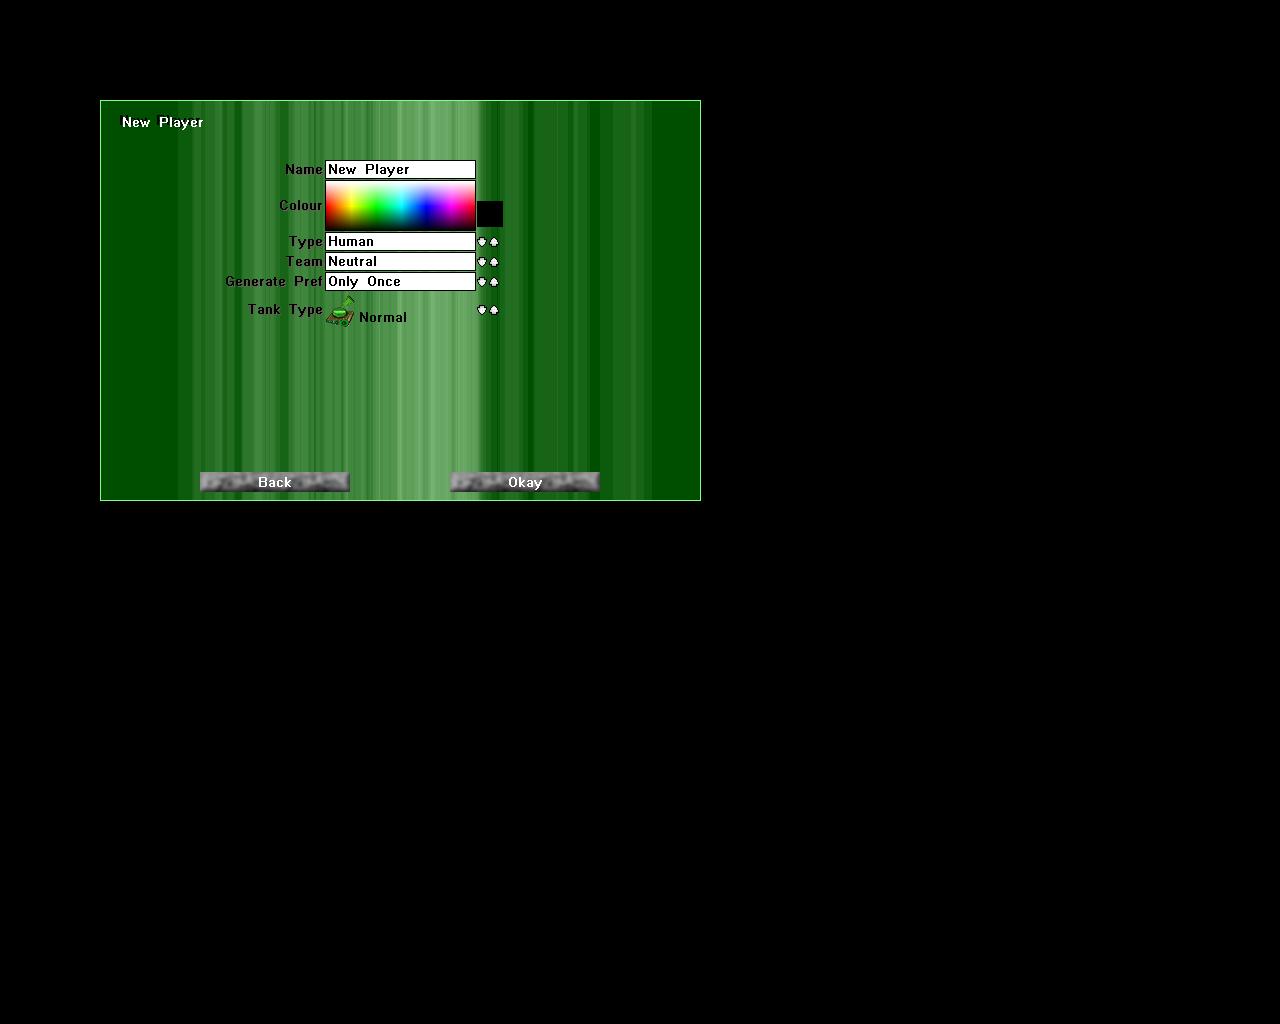 New Player
Name New Player
Colour
Type Human
Team Neutral
Generate Pref Only Once
Tank Type Normal
Back Okay